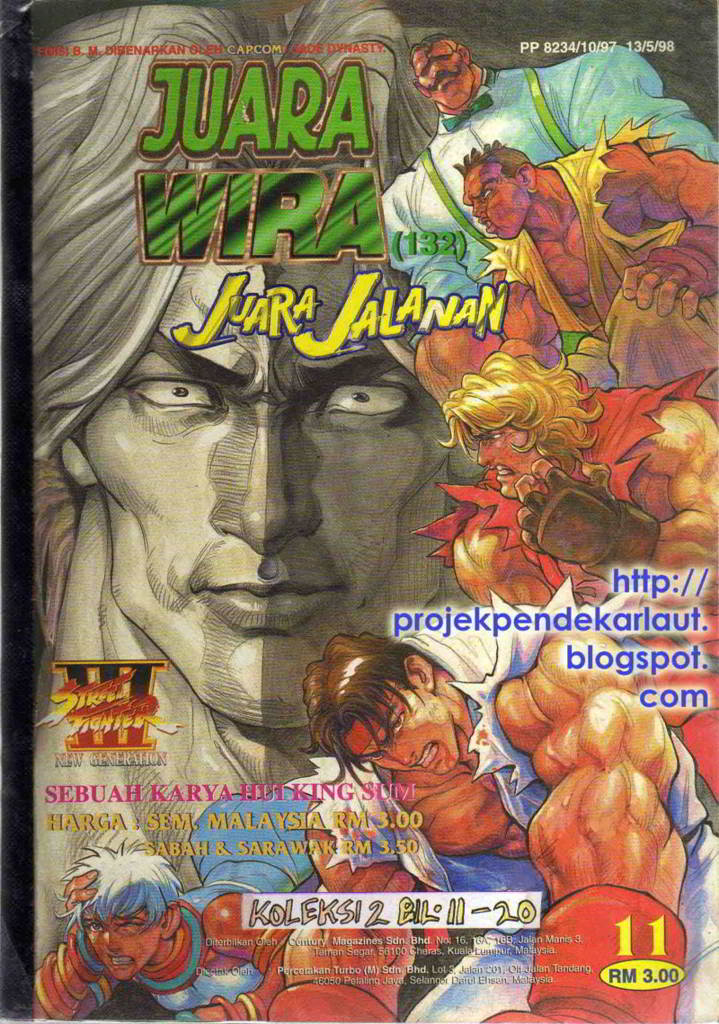 EDISI B. M. DIBENARKAN OLEH CAPCOM / JADE DYNASTY.
PP 8234/10/97 13/5/98
JUARA
WIRA
(132)
JUARA JALANAN
http://
projekpendekarlaut.
blogspot.
com
STREET
FIGHTER
III
NEW GENERATION
SEBUAH KARYA HUI KING SUM
HARGA : SEM. MALAYSIA RM 3.00
SABAH & SARAWAK RM 3.50
KOLEKSI 2 BIL: 11-20
Diterbitkan Oleh : Century Magazines Sdn. Bhd. No: 16, 16A, 16B, Jalan Manis 3,
Taman Segar, 56100 Cheras, Kuala Lumpur, Malaysia.
Dicetak Oleh : Percetakan Turbo (M) Sdn. Bhd. Lot 5, Jalan 201, Off Jalan Tandang,
46050 Petaling Jaya, Selangor Darul Ehsan, Malaysia.
11
RM 3.00